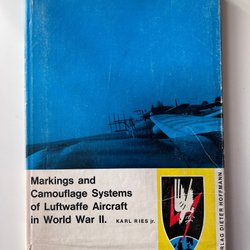 Markings and
Camouflage Systems
of Luftwaffe Aircraft
in World War II. KARL RIES jr.
VERLAG DIETER HOFFMANN